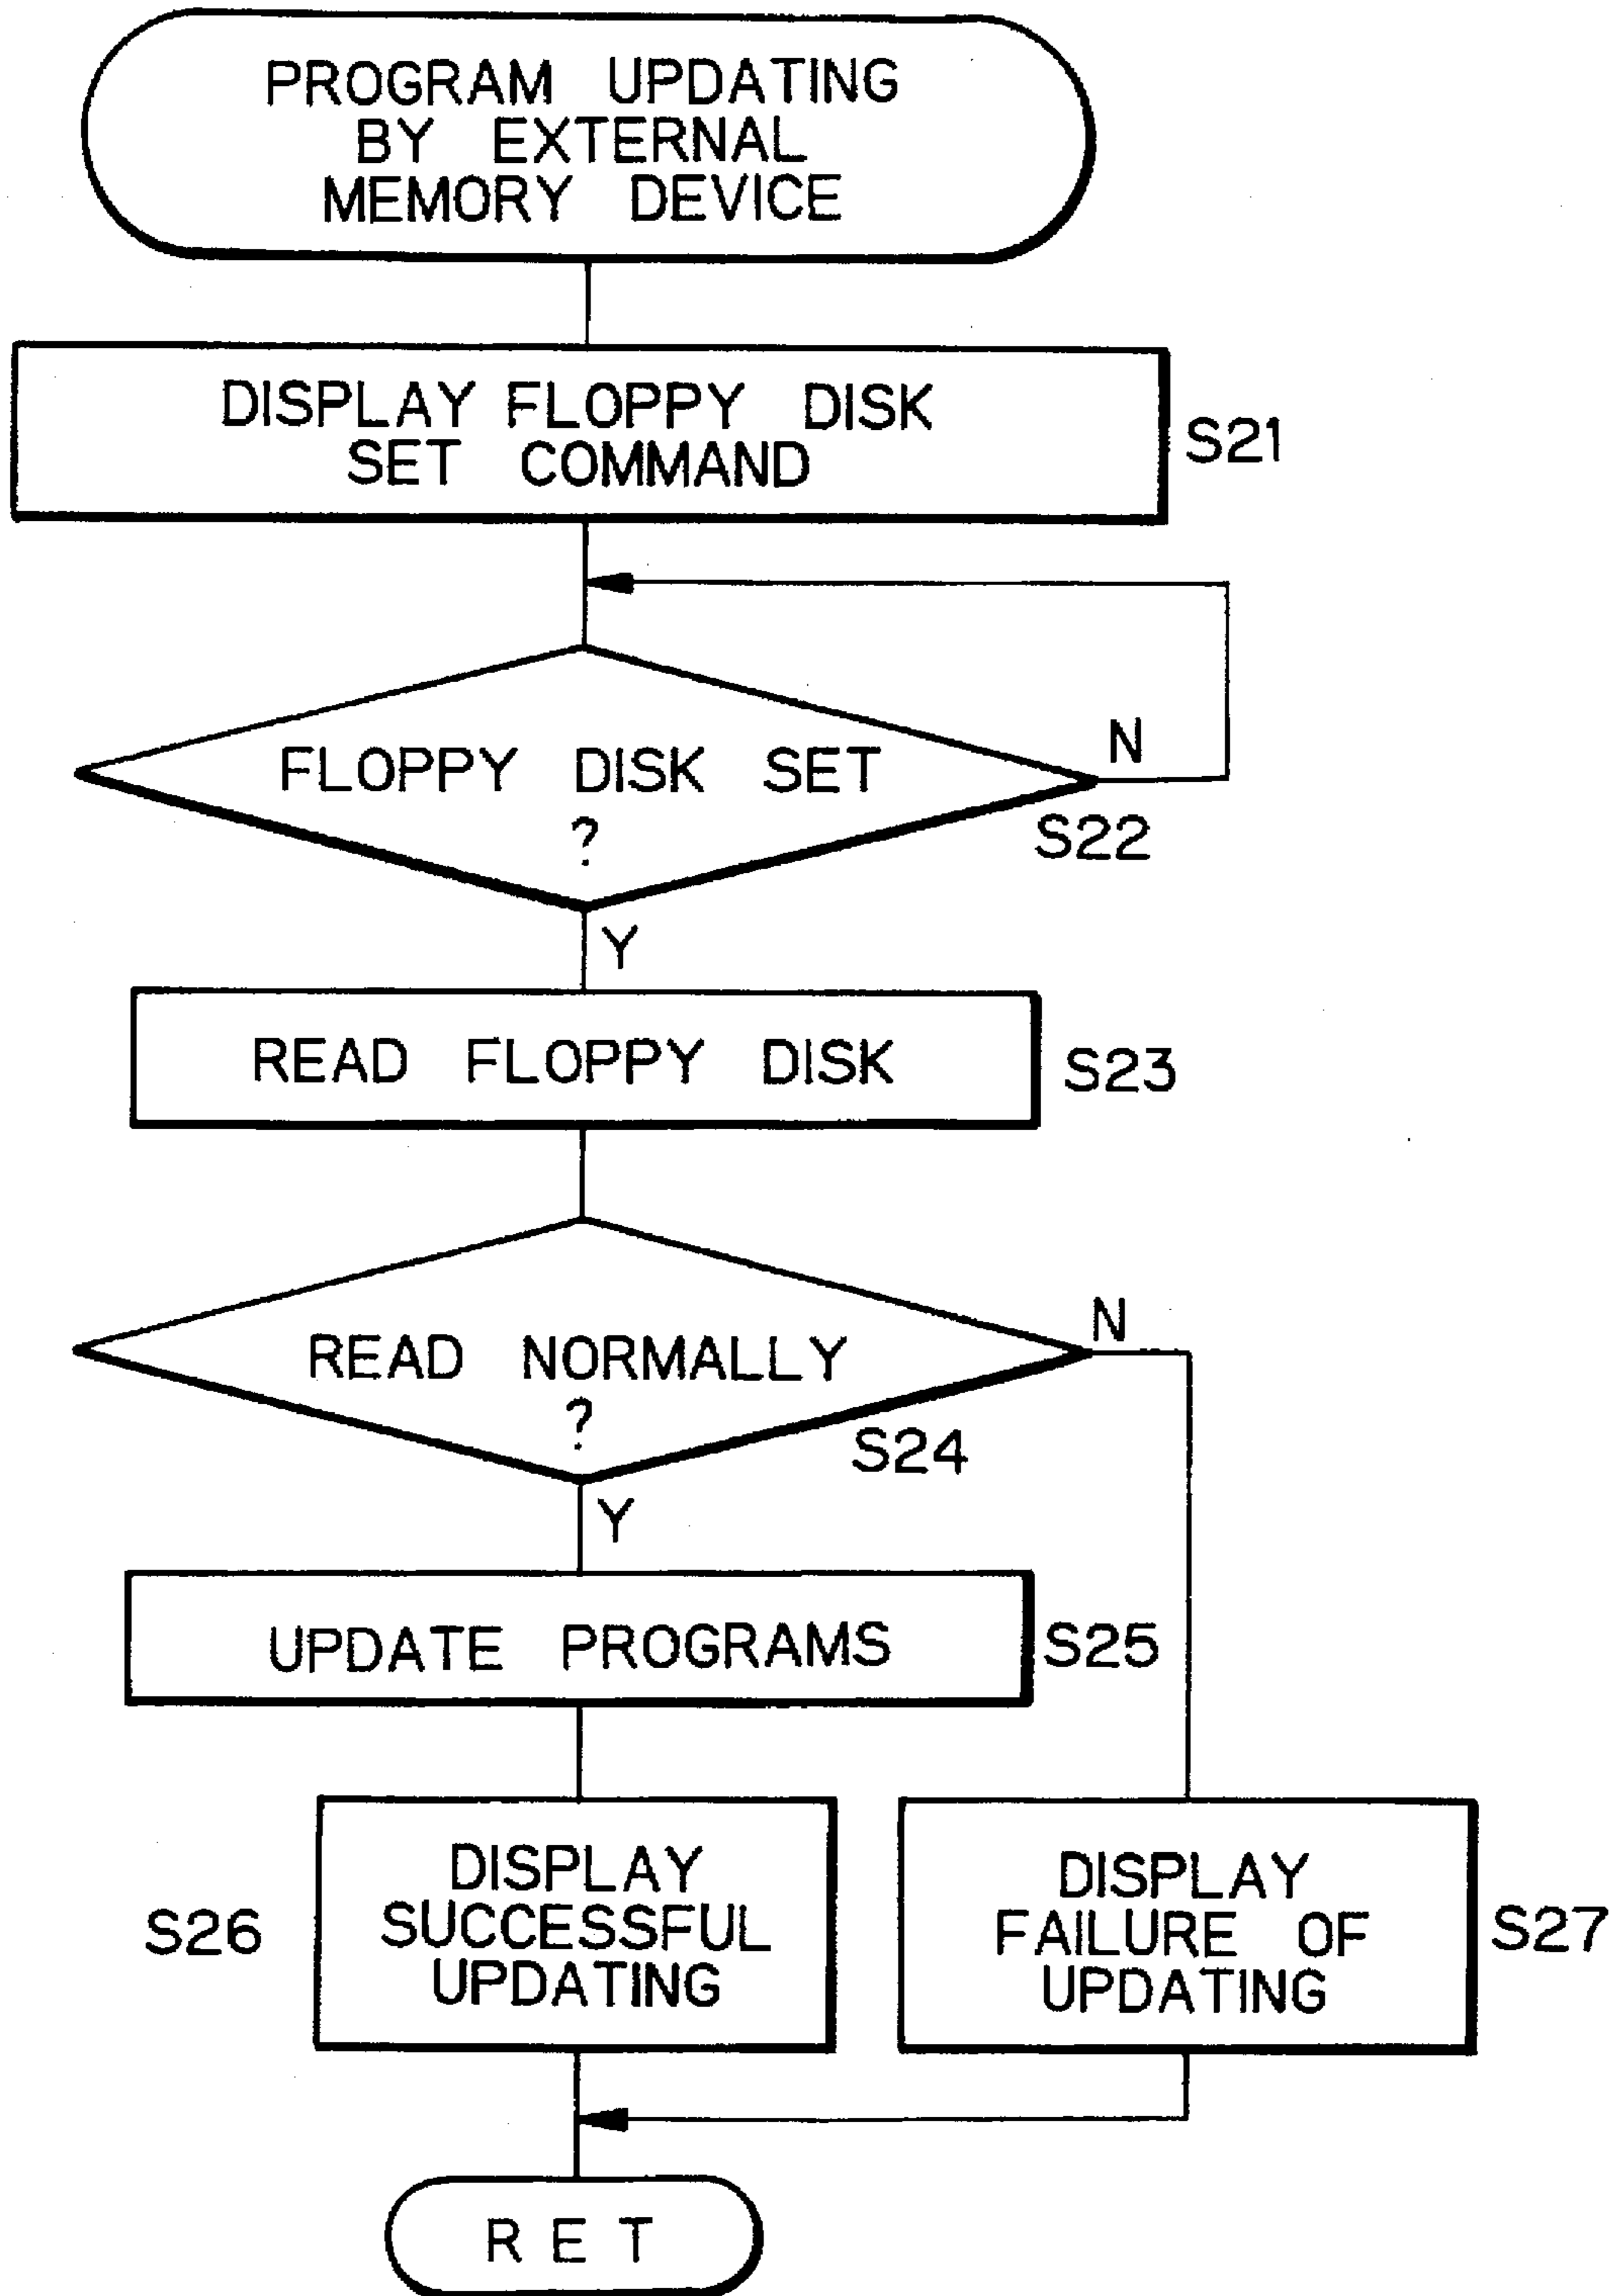 PROGRAM UPDATING
BY EXTERNAL
MEMORY DEVICE
DISPLAY FLOPPY DISK
SET COMMAND
S21
FLOPPY DISK SET
?
N
S22
Y
READ FLOPPY DISK
S23
READ NORMALLY
?
N
S24
Y
UPDATE PROGRAMS
S25
DISPLAY
SUCCESSFUL
UPDATING
S26
DISPLAY
FAILURE OF
UPDATING
S27
RET